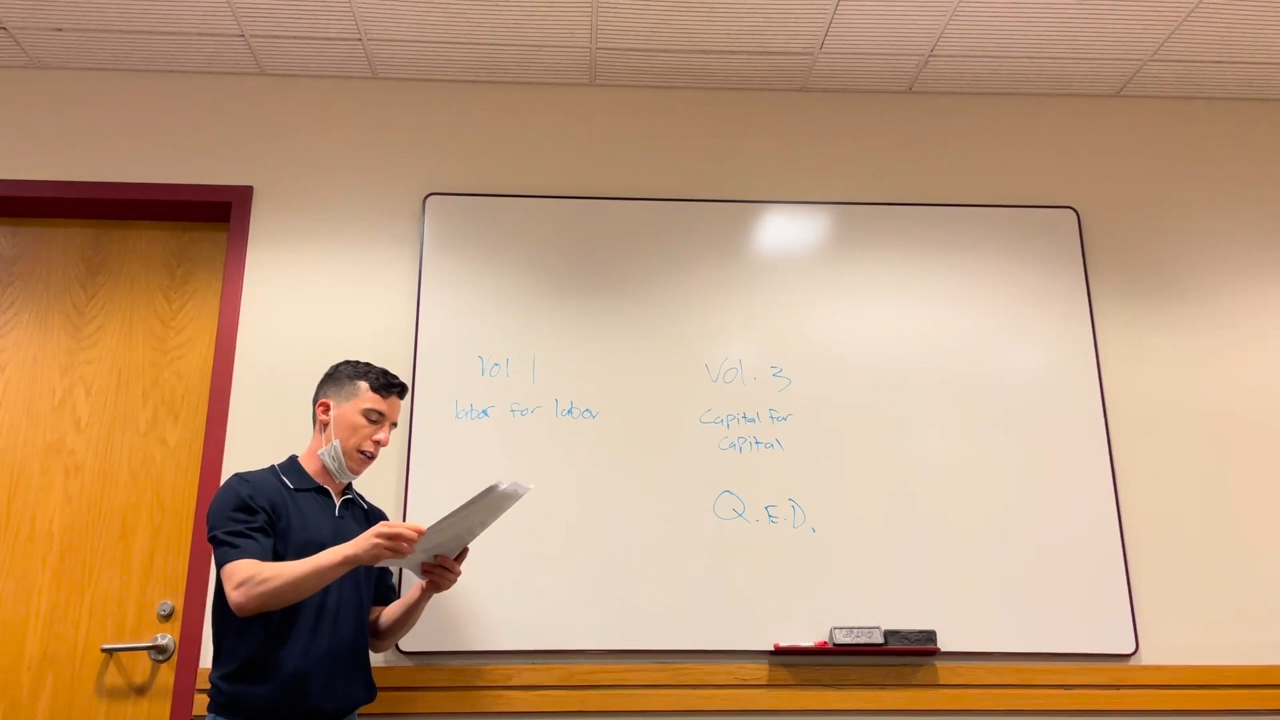 Vol. 1
labor for labor
Vol. 3
Capital for
capital
Q.E.D.